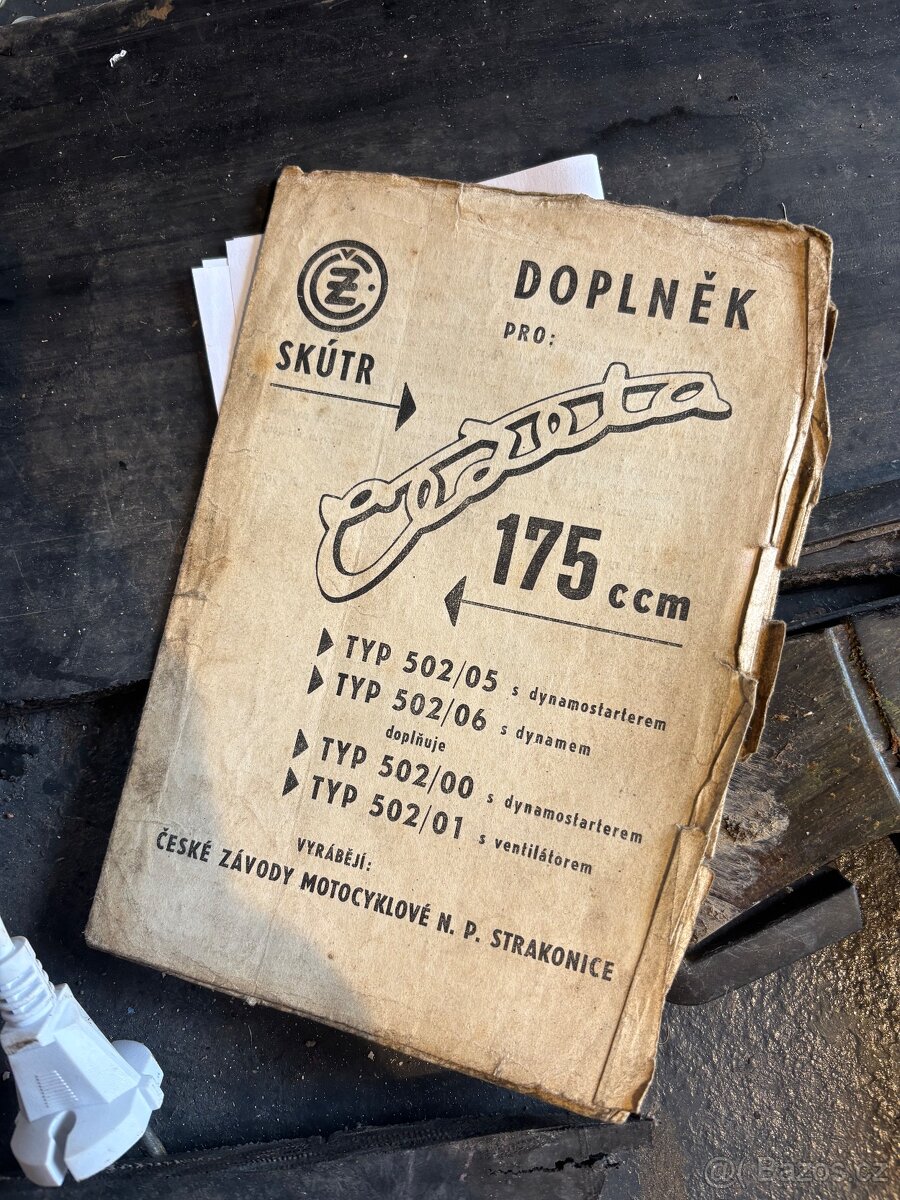 ČZ
DOPLNĚK
PRO:
SKÚTR
čezeta
175 ccm
TYP 502/05 s dynamostarterem
TYP 502/06 s dynamem
doplňuje
TYP 502/00 s dynamostarterem
TYP 502/01 s ventilátorem
VYRÁBĚJÍ:
ČESKÉ ZÁVODY MOTOCYKLOVÉ N. P. STRAKONICE
Bazos.cz